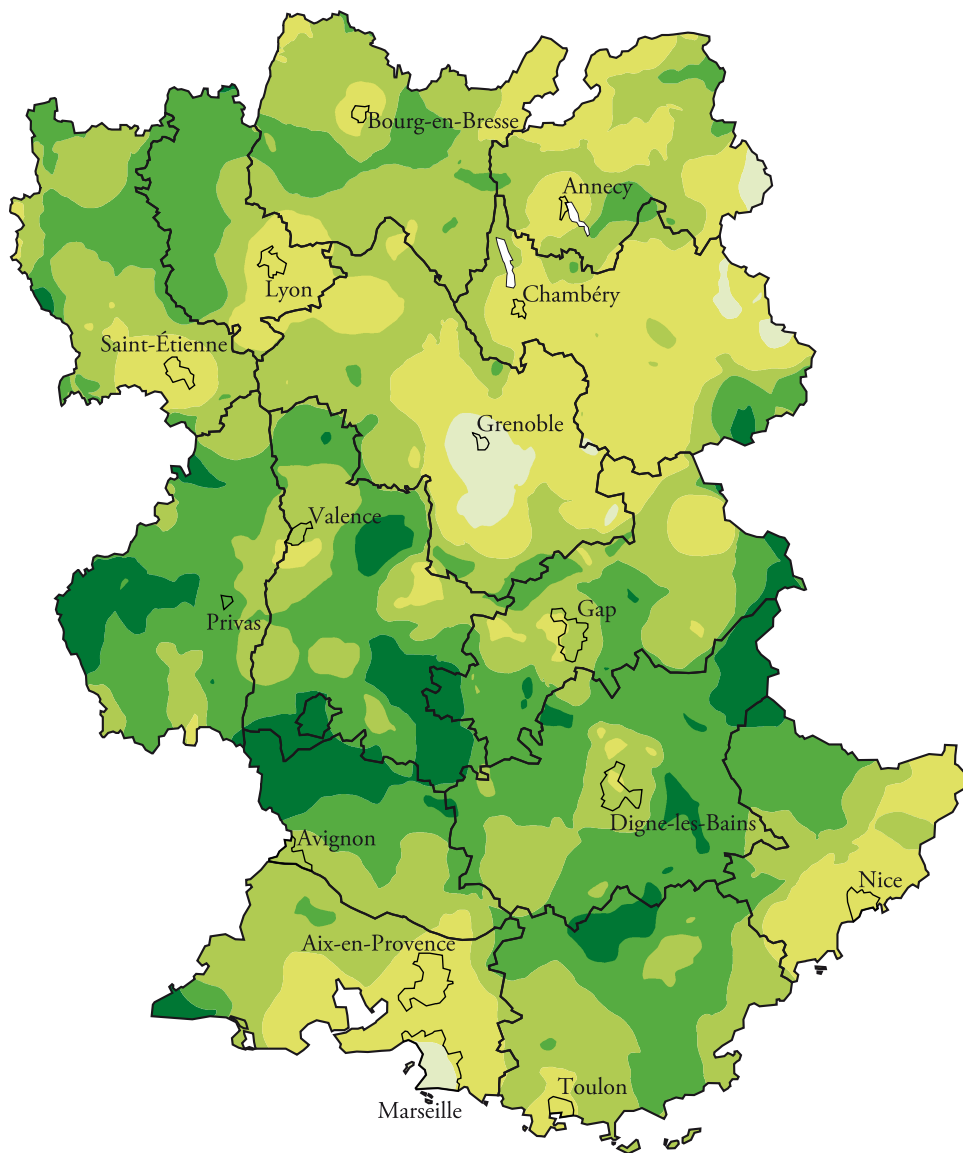 Bourg-en-Bresse
Annecy
Lyon
Chambéry
Saint-Étienne
Grenoble
Valence
Privas
Gap
Digne-les-Bains
Avignon
Nice
Aix-en-Provence
Toulon
Marseille